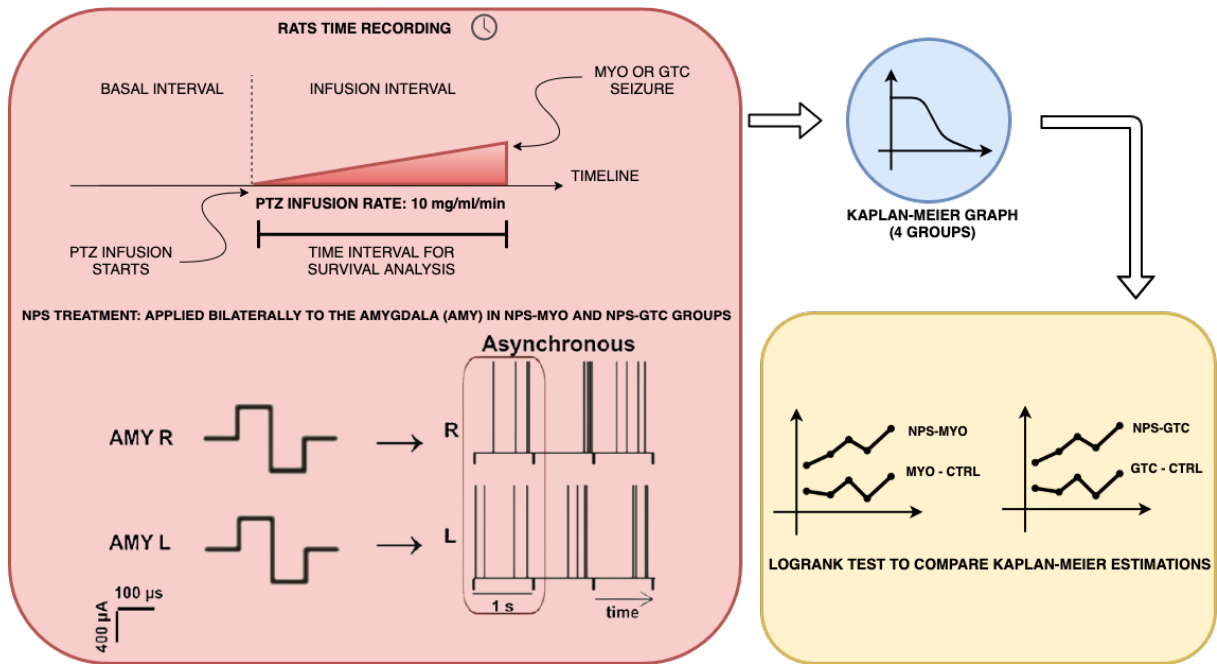 RATS TIME RECORDING
BASAL INTERVAL
INFUSION INTERVAL
MYO OR GTC
SEIZURE
TIMELINE
PTZ INFUSION RATE: 10 mg/ml/min
PTZ INFUSION
STARTS
TIME INTERVAL FOR
SURVIVAL ANALYSIS
NPS TREATMENT: APPLIED BILATERALLY TO THE AMYGDALA (AMY) IN NPS-MYO AND NPS-GTC GROUPS
Asynchronous
AMY R
R
AMY L
L
100 µs
400 µA
1 s
time
KAPLAN-MEIER GRAPH
(4 GROUPS)
NPS-MYO
MYO - CTRL
NPS-GTC
GTC - CTRL
LOGRANK TEST TO COMPARE KAPLAN-MEIER ESTIMATIONS